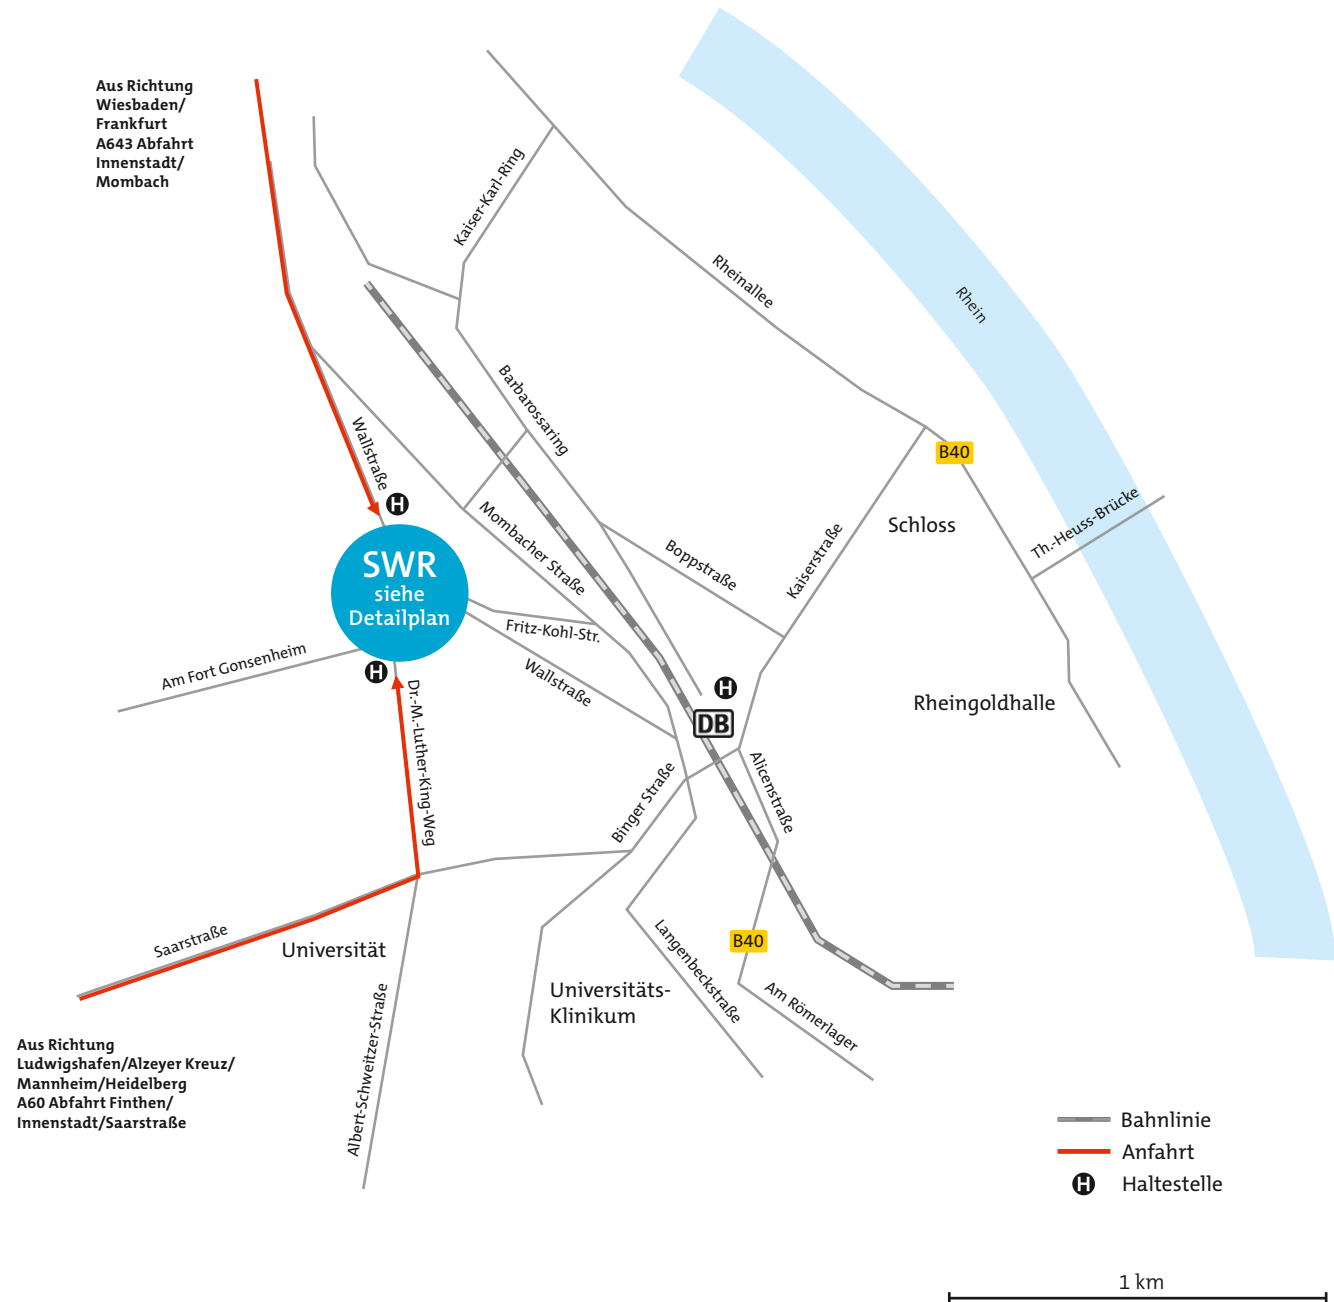 Aus Richtung
Wiesbaden/
Frankfurt
A643 Abfahrt
Innenstadt/
Mombach
Kaiser-Karl-Ring
Rheinallee
Rhein
Barbarossaring
Wallstraße
H
B40
Mombacher Straße
Th.-Heuss-Brücke
Schloss
Kaiserstraße
Boppstraße
SWR
siehe
Detailplan
Fritz-Kohl-Str.
Am Fort Gonsenheim
H
Wallstraße
H
DB
Rheingoldhalle
Dr.-M.-Luther-King-Weg
Binger Straße
Alicenstraße
Saarstraße
Universität
B40
Langenbeckstraße
Universitäts-
Klinikum
Am Römerlager
Albert-Schweitzer-Straße
Aus Richtung
Ludwigshafen/Alzeyer Kreuz/
Mannheim/Heidelberg
A60 Abfahrt Finthen/
Innenstadt/Saarstraße
Bahnlinie
Anfahrt
H Haltestelle
1 km